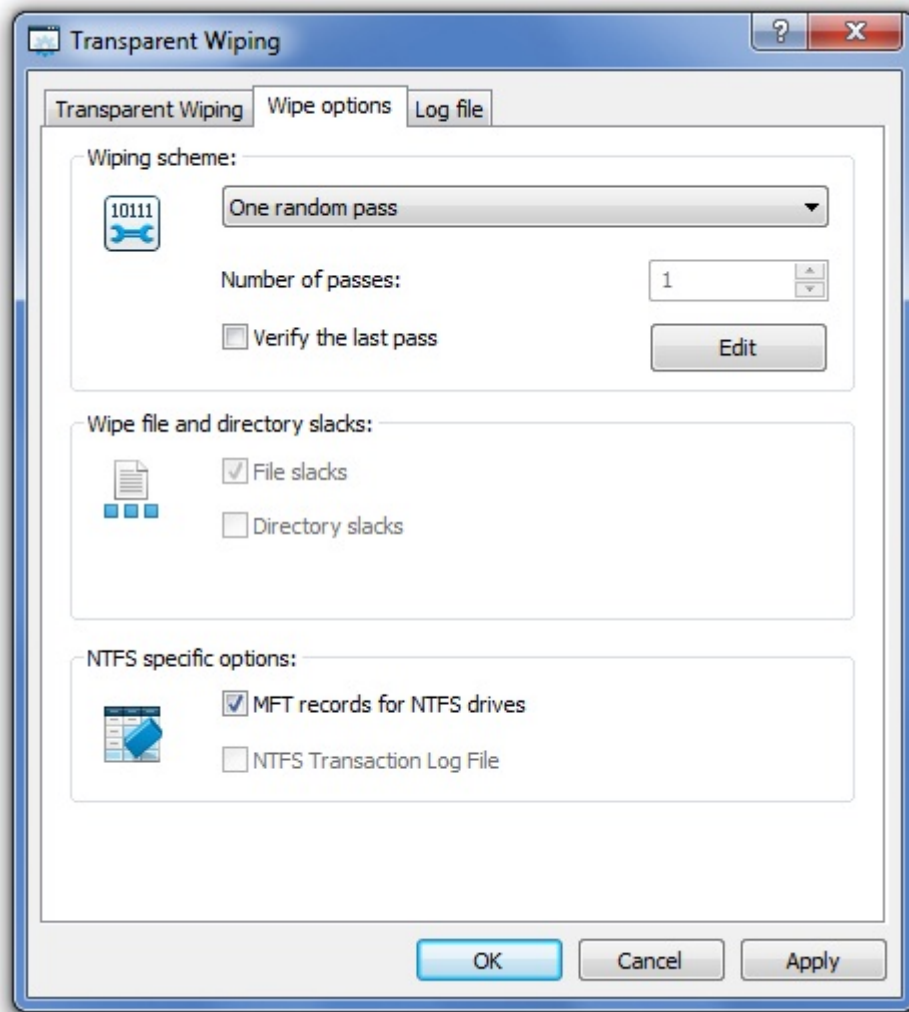 Transparent Wiping
?
Transparent Wiping Wipe options Log file
Wiping scheme:
10111
One random pass
Number of passes: 1
Verify the last pass Edit
Wipe file and directory slacks:
File slacks
Directory slacks
NTFS specific options:
MFT records for NTFS drives
NTFS Transaction Log File
OK Cancel Apply